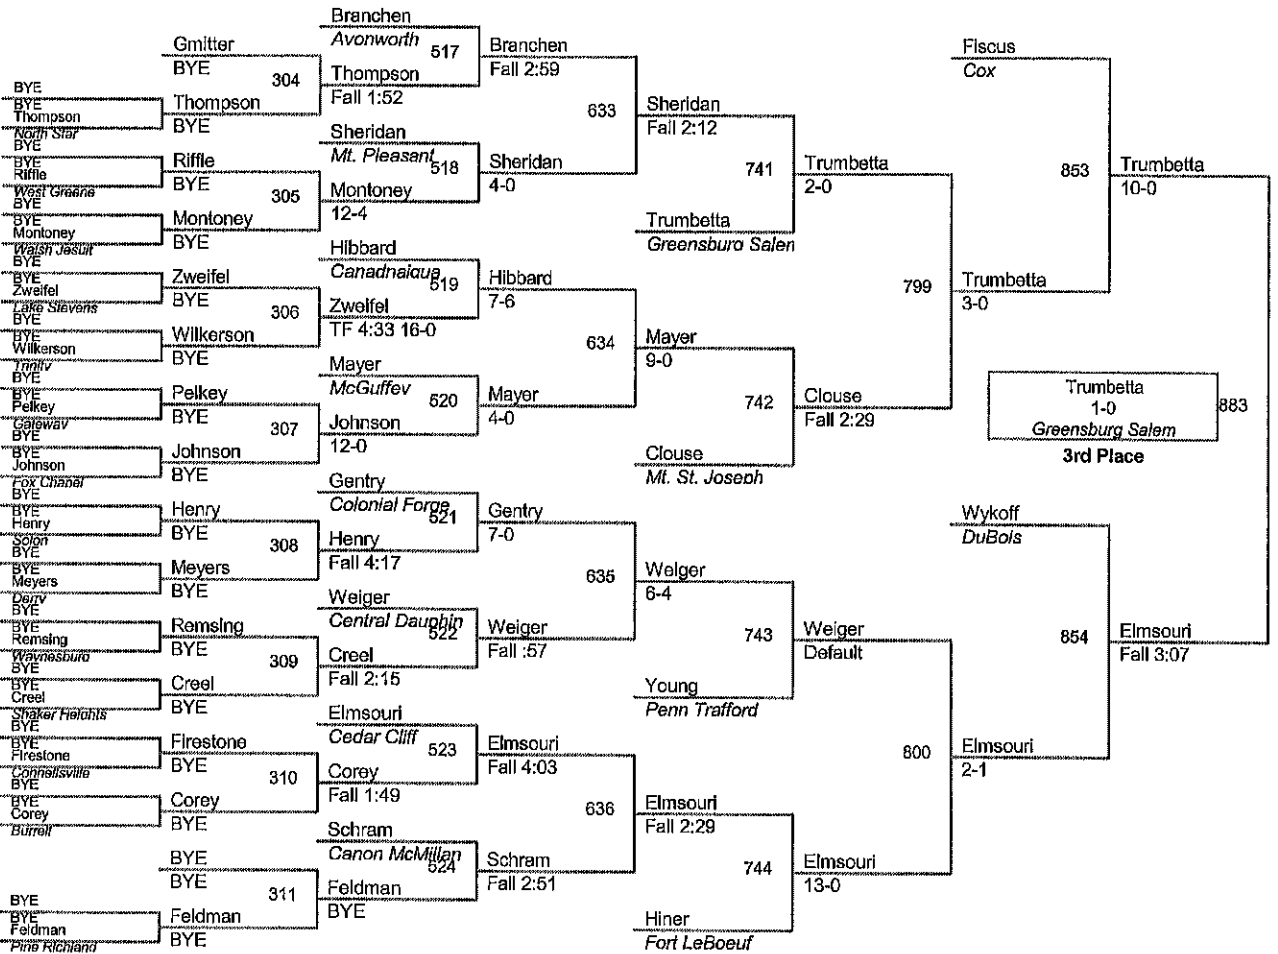 BYE
BYE
Thompson
North Star
BYE
BYE
Riffle
West Greene
BYE
BYE
Montoney
Walsh Jesuit
BYE
BYE
Zweifel
Lake Stevens
BYE
BYE
Wilkerson
Trinity
BYE
BYE
Pelkey
Gateway
BYE
BYE
Johnson
Fox Chapel
BYE
BYE
Henry
Solon
BYE
BYE
Meyers
Derry
BYE
BYE
Remsing
Waynesburg
BYE
BYE
Creel
Shaker Heights
BYE
BYE
Firestone
Connellsville
BYE
BYE
Corey
Burrell
BYE
BYE
Feldman
Pine Richland
Gmitter
BYE
304
Thompson
BYE
Riffle
BYE
305
Montoney
BYE
Zweifel
BYE
306
Wilkerson
BYE
Pelkey
BYE
307
Johnson
BYE
Henry
BYE
308
Meyers
BYE
Remsing
BYE
309
Creel
BYE
Firestone
BYE
310
Corey
BYE
BYE
BYE
311
Feldman
BYE
Branchen
Avonworth
517
Thompson
Fall 1:52
Sheridan
Mt. Pleasant
518
Montoney
12-4
Hibbard
Canadnaigua
519
Zweifel
TF 4:33 16-0
Mayer
McGuffey
520
Johnson
12-0
Gentry
Colonial Forge
521
Henry
Fall 4:17
Weiger
Central Dauphin
522
Creel
Fall 2:15
Elmsouri
Cedar Cliff
523
Corey
Fall 1:49
Schram
Canon McMillan
524
Feldman
BYE
Branchen
Fall 2:59
633
Sheridan
4-0
Hibbard
7-6
634
Mayer
4-0
Gentry
7-0
635
Weiger
Fall :57
Elmsouri
Fall 4:03
636
Schram
Fall 2:51
Sheridan
Fall 2:12
741
Trumbetta
Greensburg Salem
Mayer
9-0
742
Clouse
Mt. St. Joseph
Weiger
6-4
743
Young
Penn Trafford
Elmsouri
Fall 2:29
744
Hiner
Fort LeBoeuf
Trumbetta
2-0
799
Clouse
Fall 2:29
Weiger
Default
800
Elmsouri
13-0
Fiscus
Cox
853
Trumbetta
3-0
Wykoff
DuBois
854
Elmsouri
2-1
Trumbetta
10-0
Trumbetta
1-0
Greensburg Salem
883
3rd Place
Elmsouri
Fall 3:07